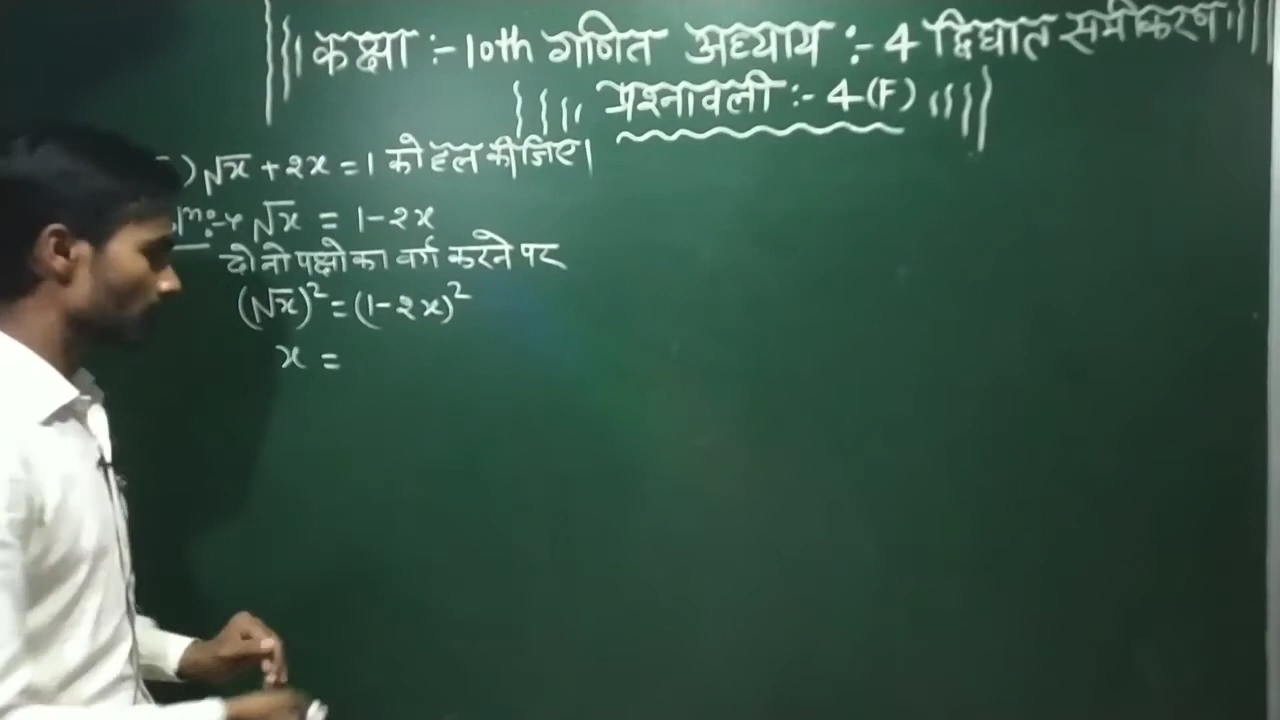 कक्षा :- 10th गणित अध्याय :- 4 द्विघात समीकरण
प्रश्नावली :- 4(F)
) √x + 2x = 1 को हल कीजिए।
√x = 1 - 2x
दोनो पक्षो का वर्ग करने पर
(√x)² = (1 - 2x)²
x =